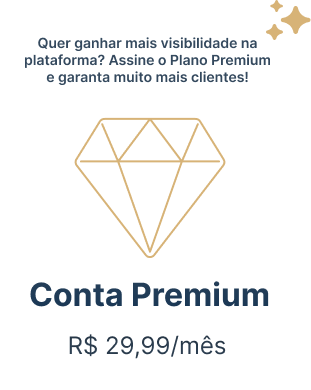 Quer ganhar mais visibilidade na
plataforma? Assine o Plano Premium
e garanta muito mais clientes!
Conta Premium
R$ 29,99/mês